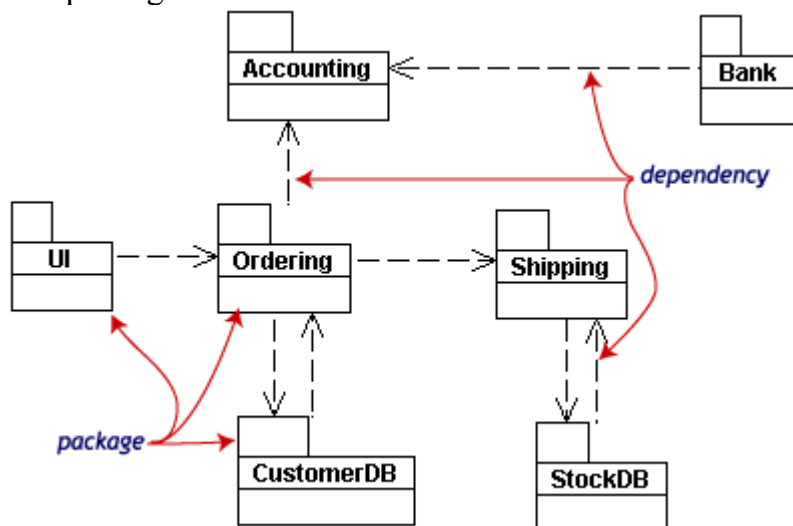 Accounting
Bank
dependency
UI
Ordering
Shipping
package
CustomerDB
StockDB